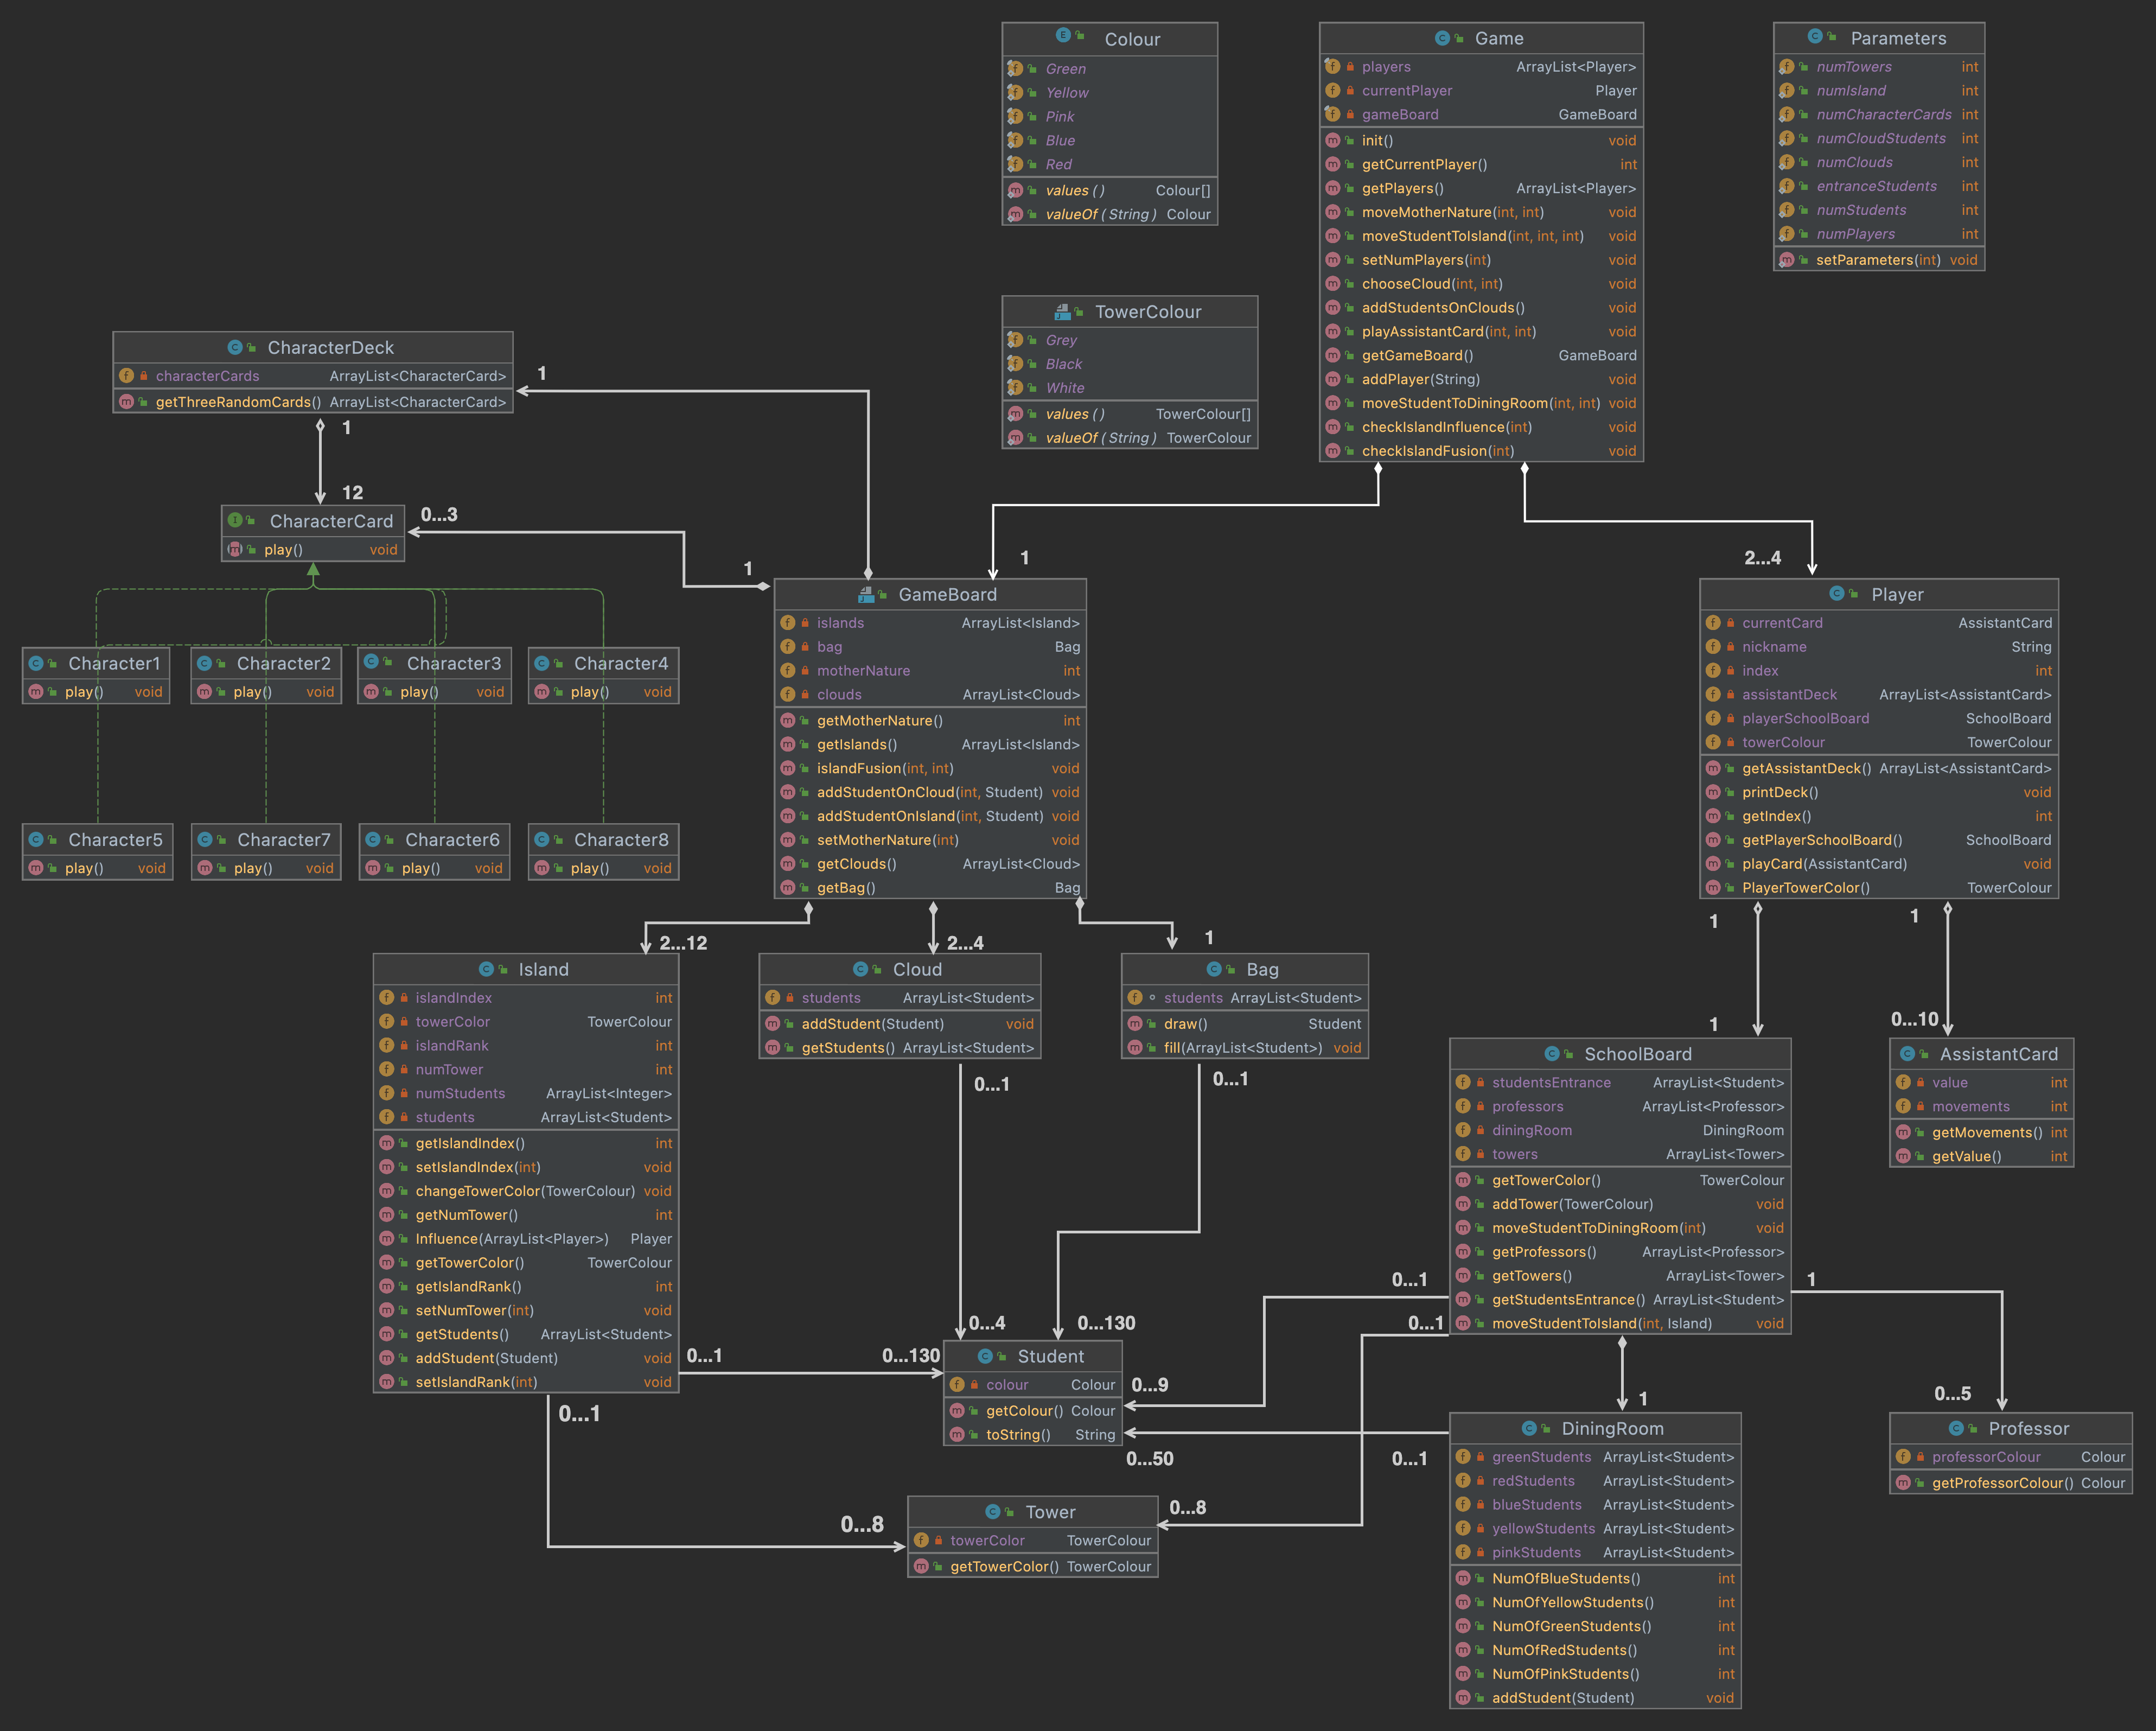 Colour
Green
Yellow
Pink
Blue
Red
values() Colour[]
valueOf(String) Colour
Game
players ArrayList<Player>
currentPlayer Player
gameBoard GameBoard
init() void
getCurrentPlayer() int
getPlayers() ArrayList<Player>
moveMotherNature(int, int) void
moveStudentToIsland(int, int, int) void
setNumPlayers(int) void
chooseCloud(int, int) void
addStudentsOnClouds() void
playAssistantCard(int, int) void
getGameBoard() GameBoard
addPlayer(String) void
moveStudentToDiningRoom(int, int) void
checkIslandInfluence(int) void
checkIslandFusion(int) void
Parameters
numTowers int
numIsland int
numCharacterCards int
numCloudStudents int
numClouds int
entranceStudents int
numStudents int
numPlayers int
setParameters(int) void
TowerColour
Grey
Black
White
values() TowerColour[]
valueOf(String) TowerColour
CharacterDeck
characterCards ArrayList<CharacterCard>
getThreeRandomCards() ArrayList<CharacterCard>
1
1
12
CharacterCard
play() void
0...3
1
1
2...4
Character1
play() void
Character2
play() void
Character3
play() void
Character4
play() void
Character5
play() void
Character7
play() void
Character6
play() void
Character8
play() void
GameBoard
islands ArrayList<Island>
bag Bag
motherNature int
clouds ArrayList<Cloud>
getMotherNature() int
getIslands() ArrayList<Island>
islandFusion(int, int) void
addStudentOnCloud(int, Student) void
addStudentOnIsland(int, Student) void
setMotherNature(int) void
getClouds() ArrayList<Cloud>
getBag() Bag
Player
currentCard AssistantCard
nickname String
index int
assistantDeck ArrayList<AssistantCard>
playerSchoolBoard SchoolBoard
towerColour TowerColour
getAssistantDeck() ArrayList<AssistantCard>
printDeck() void
getIndex() int
getPlayerSchoolBoard() SchoolBoard
playCard(AssistantCard) void
PlayerTowerColor() TowerColour
2...12
2...4
1
1
1
1
0...10
Island
islandIndex int
towerColor TowerColour
islandRank int
numTower int
numStudents ArrayList<Integer>
students ArrayList<Student>
getIslandIndex() int
setIslandIndex(int) void
changeTowerColor(TowerColour) void
getNumTower() int
Influence(ArrayList<Player>) Player
getTowerColor() TowerColour
getIslandRank() int
setNumTower(int) void
getStudents() ArrayList<Student>
addStudent(Student) void
setIslandRank(int) void
Cloud
students ArrayList<Student>
addStudent(Student) void
getStudents() ArrayList<Student>
Bag
students ArrayList<Student>
draw() Student
fill(ArrayList<Student>) void
0...1
0...1
SchoolBoard
studentsEntrance ArrayList<Student>
professors ArrayList<Professor>
diningRoom DiningRoom
towers ArrayList<Tower>
getTowerColor() TowerColour
addTower(TowerColour) void
moveStudentToDiningRoom(int) void
getProfessors() ArrayList<Professor>
getTowers() ArrayList<Tower>
getStudentsEntrance() ArrayList<Student>
moveStudentToIsland(int, Island) void
AssistantCard
value int
movements int
getMovements() int
getValue() int
0...1
1
0...1
0...4
0...130
0...1
0...130
Student
colour Colour
getColour() Colour
toString() String
0...9
0...50
0...1
1
0...5
0...1
0...8
0...8
Tower
towerColor TowerColour
getTowerColor() TowerColour
DiningRoom
greenStudents ArrayList<Student>
redStudents ArrayList<Student>
blueStudents ArrayList<Student>
yellowStudents ArrayList<Student>
pinkStudents ArrayList<Student>
NumOfBlueStudents() int
NumOfYellowStudents() int
NumOfGreenStudents() int
NumOfRedStudents() int
NumOfPinkStudents() int
addStudent(Student) void
Professor
professorColour Colour
getProfessorColour() Colour